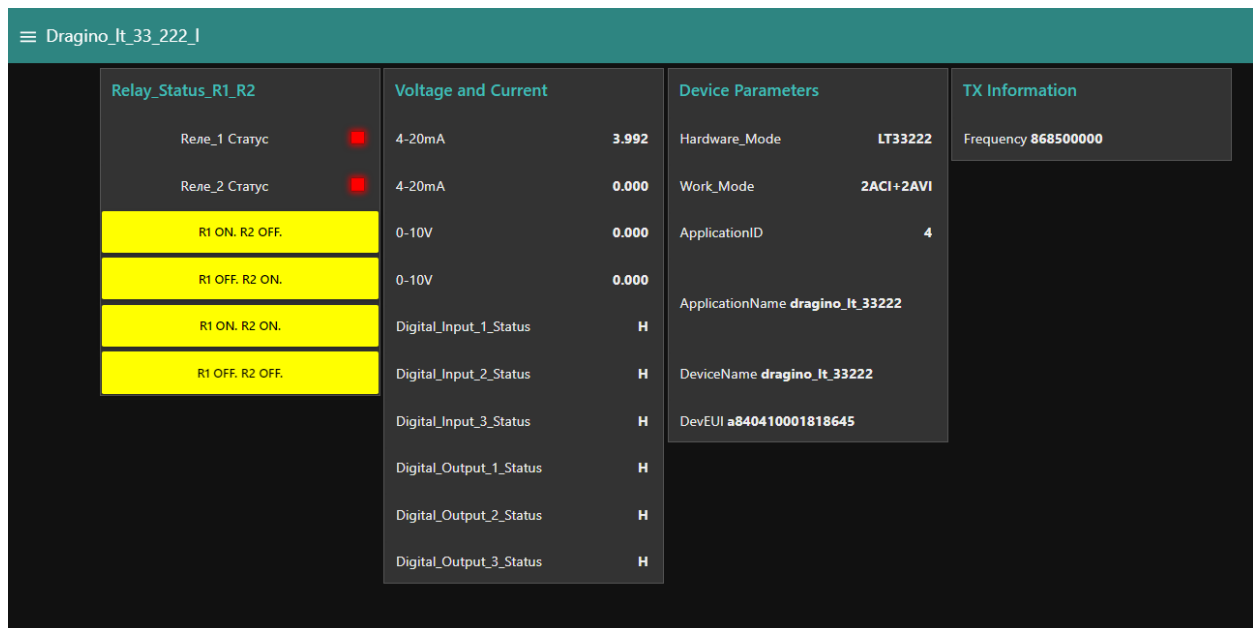 Dragino_lt_33_222_l
Relay_Status_R1_R2
Реле_1 Статус
Реле_2 Статус
R1 ON. R2 OFF.
R1 OFF. R2 ON.
R1 ON. R2 ON.
R1 OFF. R2 OFF.
Voltage and Current
4-20mA 3.992
4-20mA 0.000
0-10V 0.000
0-10V 0.000
Digital_Input_1_Status H
Digital_Input_2_Status H
Digital_Input_3_Status H
Digital_Output_1_Status H
Digital_Output_2_Status H
Digital_Output_3_Status H
Device Parameters
Hardware_Mode LT33222
Work_Mode 2ACI+2AVI
ApplicationID 4
ApplicationName dragino_lt_33222
DeviceName dragino_lt_33222
DevEUI a840410001818645
TX Information
Frequency 868500000